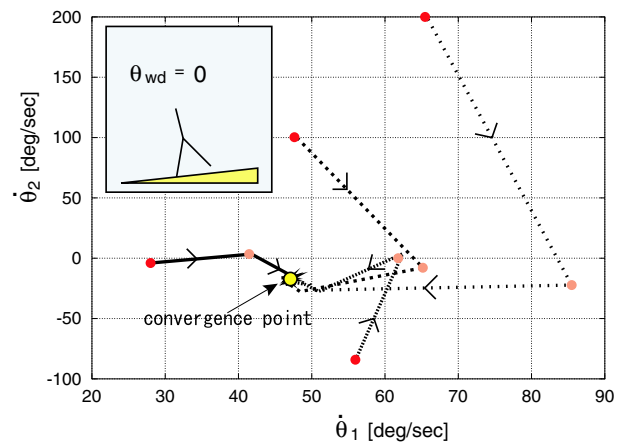 200
150
100
50
0
-50
-100
θ̇2 [deg/sec]
θwd = 0
convergence point
20 30 40 50 60 70 80 90
θ̇1 [deg/sec]